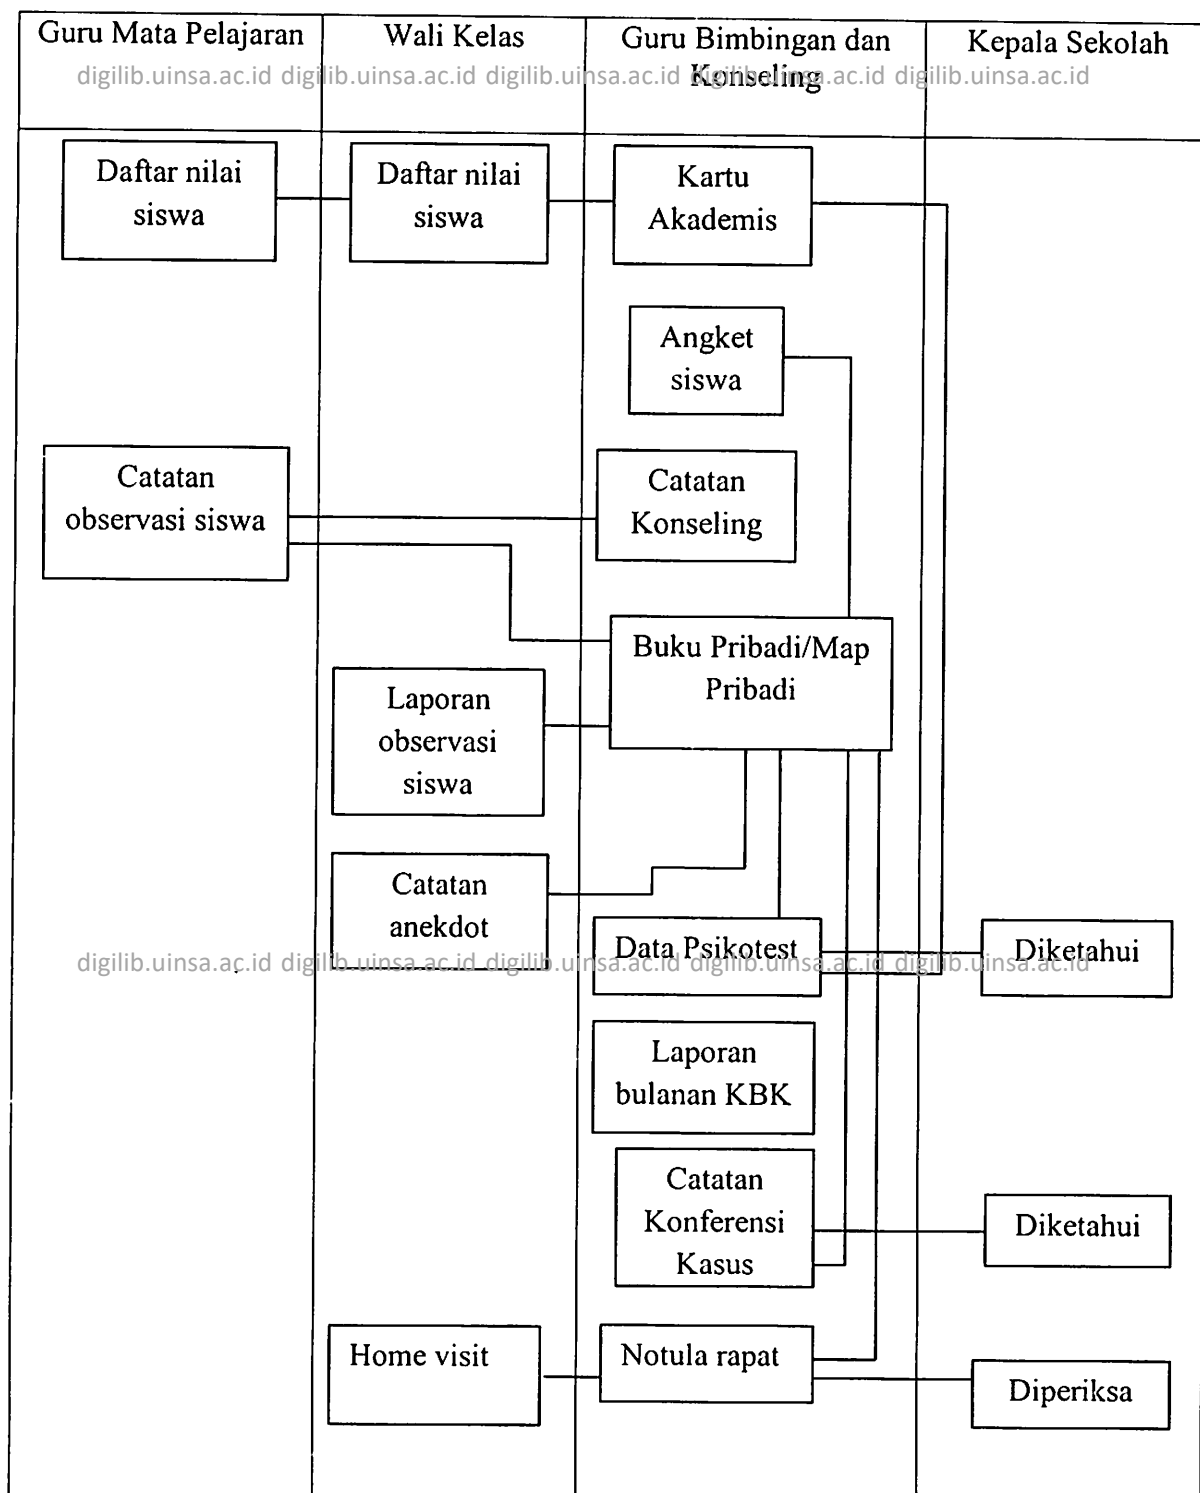 Guru Mata Pelajaran
Wali Kelas
Guru Bimbingan dan
Konseling
Kepala Sekolah
digilib.uinsa.ac.id digilib.uinsa.ac.id digilib.uinsa.ac.id digilib.uinsa.ac.id digilib.uinsa.ac.id
Daftar nilai
siswa
Daftar nilai
siswa
Kartu
Akademis
Angket
siswa
Catatan
observasi siswa
Catatan
Konseling
Buku Pribadi/Map
Pribadi
Laporan
observasi
siswa
Catatan
anekdot
Data Psikotest
Diketahui
digilib.uinsa.ac.id digilib.uinsa.ac.id digilib.uinsa.ac.id digilib.uinsa.ac.id digilib.uinsa.ac.id
Laporan
bulanan KBK
Catatan
Konferensi
Kasus
Diketahui
Home visit
Notula rapat
Diperiksa